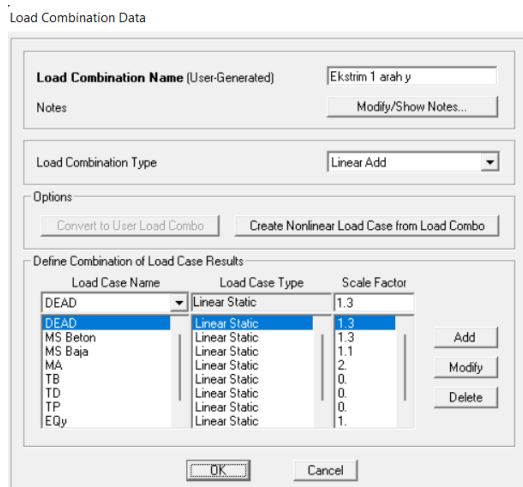 Load Combination Data
Load Combination Name (User-Generated) Ekstrim 1 arah y
Notes Modify/Show Notes...
Load Combination Type Linear Add
Options
Convert to User Load Combo Create Nonlinear Load Case from Load Combo
Define Combination of Load Case Results
Load Case Name Load Case Type Scale Factor
DEAD Linear Static 1.3
DEAD Linear Static 1.3
MS Beton Linear Static 1.3
MS Baja Linear Static 1.1
MA Linear Static 2.
TB Linear Static 0.
TD Linear Static 0.
TP Linear Static 0.
EQy Linear Static 1.
Add
Modify
Delete
OK Cancel